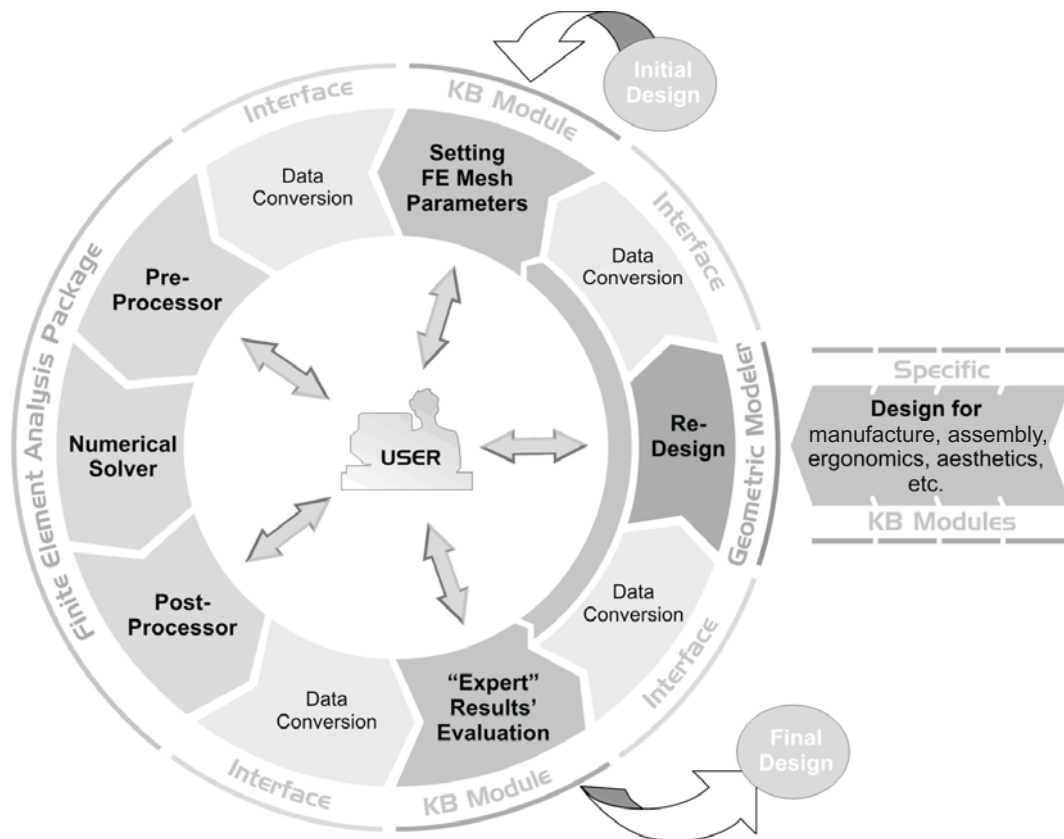 Initial
Design
KB Module
Setting
FE Mesh
Parameters
Interface
Data
Conversion
Finite Element Analysis Package
Pre-
Processor
Numerical
Solver
Post-
Processor
Interface
Data
Conversion
KB Module
“Expert”
Results’
Evaluation
Final
Design
Interface
Data
Conversion
Geometric Modeler
Re-
Design
Interface
Data
Conversion
USER
Specific
Design for
manufacture, assembly,
ergonomics, aesthetics,
etc.
KB Modules